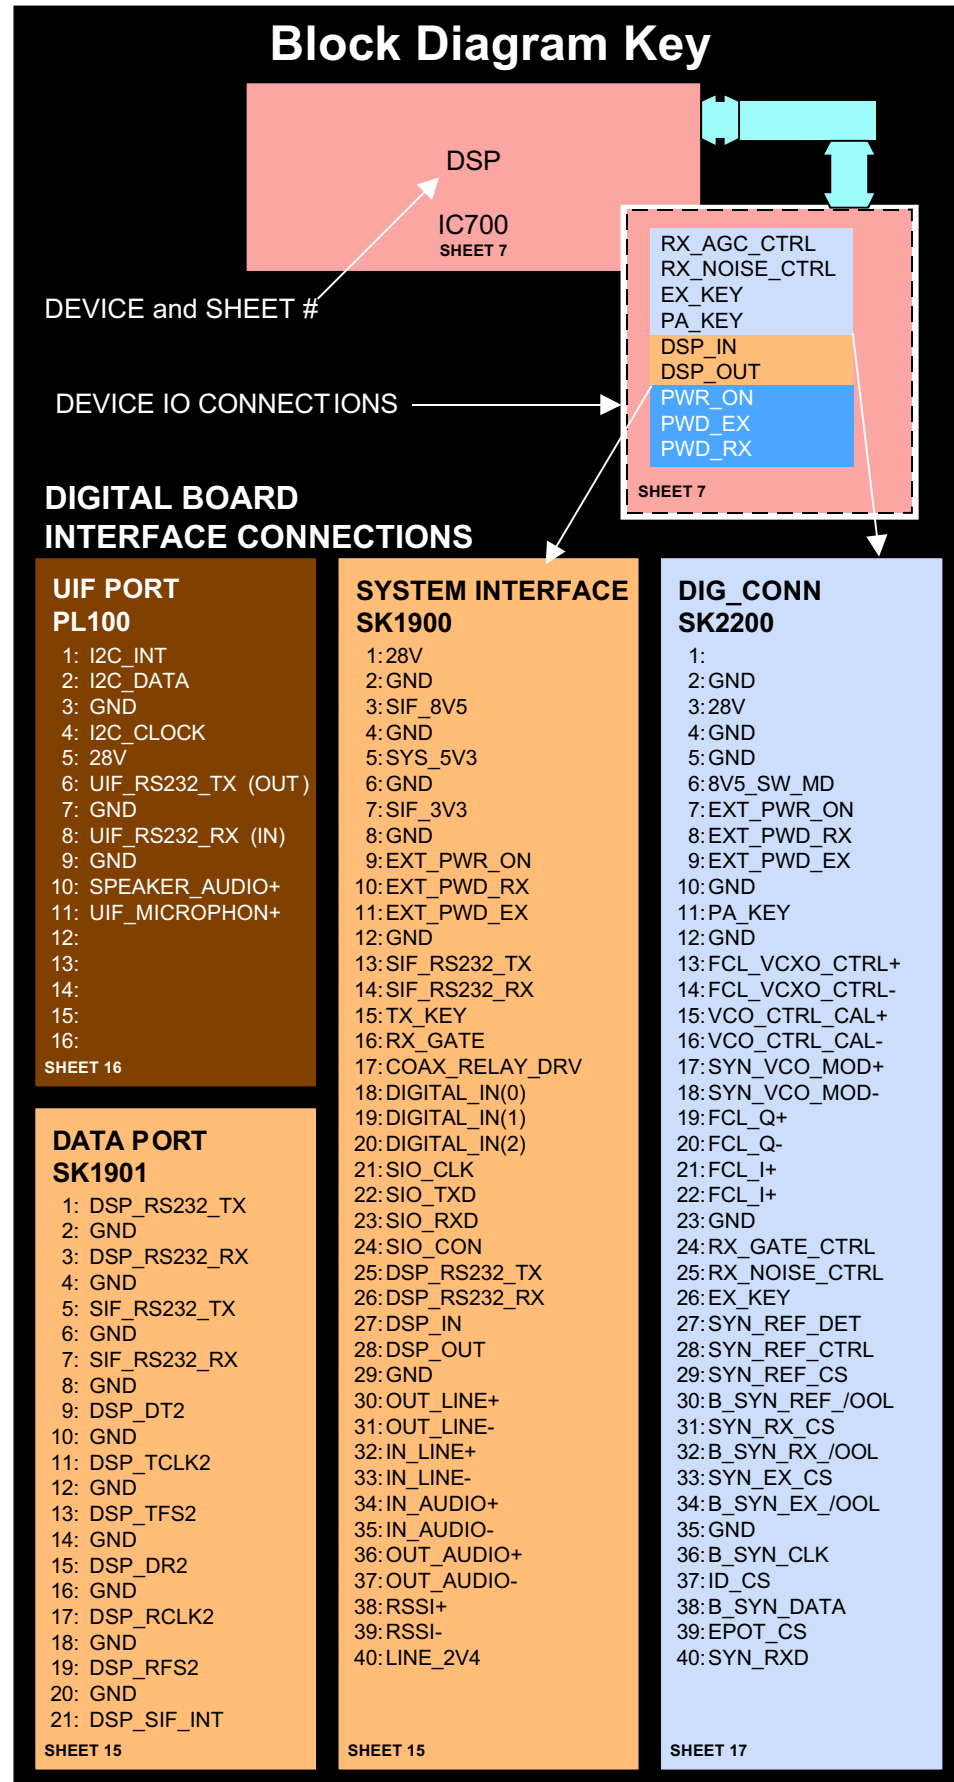 Block Diagram Key
DSP
IC700
SHEET 7
DEVICE and SHEET #
RX_AGC_CTRL
RX_NOISE_CTRL
EX_KEY
PA_KEY
DSP_IN
DSP_OUT
PWR_ON
PWD_EX
PWD_RX
SHEET 7
DEVICE IO CONNECTIONS
DIGITAL BOARD
INTERFACE CONNECTIONS
UIF PORT
PL100
1: I2C_INT
2: I2C_DATA
3: GND
4: I2C_CLOCK
5: 28V
6: UIF_RS232_TX (OUT)
7: GND
8: UIF_RS232_RX (IN)
9: GND
10: SPEAKER_AUDIO+
11: UIF_MICROPHON+
12:
13:
14:
15:
16:
SHEET 16
DATA PORT
SK1901
1: DSP_RS232_TX
2: GND
3: DSP_RS232_RX
4: GND
5: SIF_RS232_TX
6: GND
7: SIF_RS232_RX
8: GND
9: DSP_DT2
10: GND
11: DSP_TCLK2
12: GND
13: DSP_TFS2
14: GND
15: DSP_DR2
16: GND
17: DSP_RCLK2
18: GND
19: DSP_RFS2
20: GND
21: DSP_SIF_INT
SHEET 15
SYSTEM INTERFACE
SK1900
1:28V
2:GND
3:SIF_8V5
4:GND
5:SYS_5V3
6:GND
7:SIF_3V3
8:GND
9:EXT_PWR_ON
10:EXT_PWD_RX
11:EXT_PWD_EX
12:GND
13:SIF_RS232_TX
14:SIF_RS232_RX
15:TX_KEY
16:RX_GATE
17:COAX_RELAY_DRV
18:DIGITAL_IN(0)
19:DIGITAL_IN(1)
20:DIGITAL_IN(2)
21:SIO_CLK
22:SIO_TXD
23:SIO_RXD
24:SIO_CON
25:DSP_RS232_TX
26:DSP_RS232_RX
27:DSP_IN
28:DSP_OUT
29:GND
30:OUT_LINE+
31:OUT_LINE-
32:IN_LINE+
33:IN_LINE-
34:IN_AUDIO+
35:IN_AUDIO-
36:OUT_AUDIO+
37:OUT_AUDIO-
38:RSSI+
39:RSSI-
40:LINE_2V4
SHEET 15
DIG_CONN
SK2200
1:
2:GND
3:28V
4:GND
5:GND
6:8V5_SW_MD
7:EXT_PWR_ON
8:EXT_PWD_RX
9:EXT_PWD_EX
10:GND
11:PA_KEY
12:GND
13:FCL_VCXO_CTRL+
14:FCL_VCXO_CTRL-
15:VCO_CTRL_CAL+
16:VCO_CTRL_CAL-
17:SYN_VCO_MOD+
18:SYN_VCO_MOD-
19:FCL_Q+
20:FCL_Q-
21:FCL_I+
22:FCL_I+
23:GND
24:RX_GATE_CTRL
25:RX_NOISE_CTRL
26:EX_KEY
27:SYN_REF_DET
28:SYN_REF_CTRL
29:SYN_REF_CS
30:B_SYN_REF_/OOL
31:SYN_RX_CS
32:B_SYN_RX_/OOL
33:SYN_EX_CS
34:B_SYN_EX_/OOL
35:GND
36:B_SYN_CLK
37:ID_CS
38:B_SYN_DATA
39:EPOT_CS
40:SYN_RXD
SHEET 17